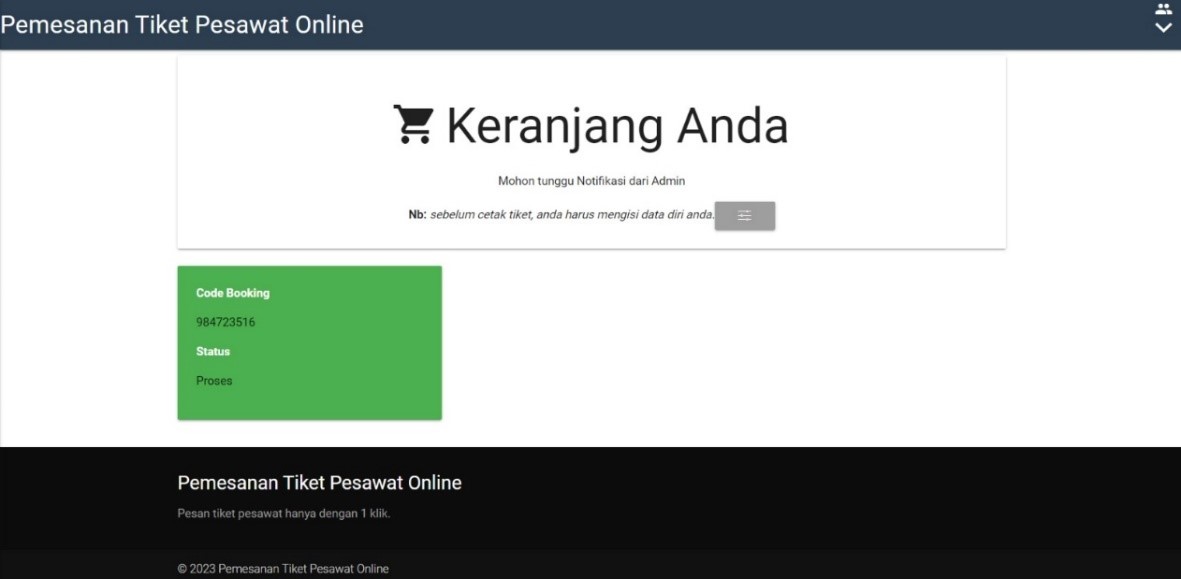 Pemesanan Tiket Pesawat Online
Keranjang Anda
Mohon tunggu Notifikasi dari Admin
Nb: sebelum cetak tiket, anda harus mengisi data diri anda.
Code Booking
984723516
Status
Proses
Pemesanan Tiket Pesawat Online
Pesan tiket pesawat hanya dengan 1 klik.
© 2023 Pemesanan Tiket Pesawat Online